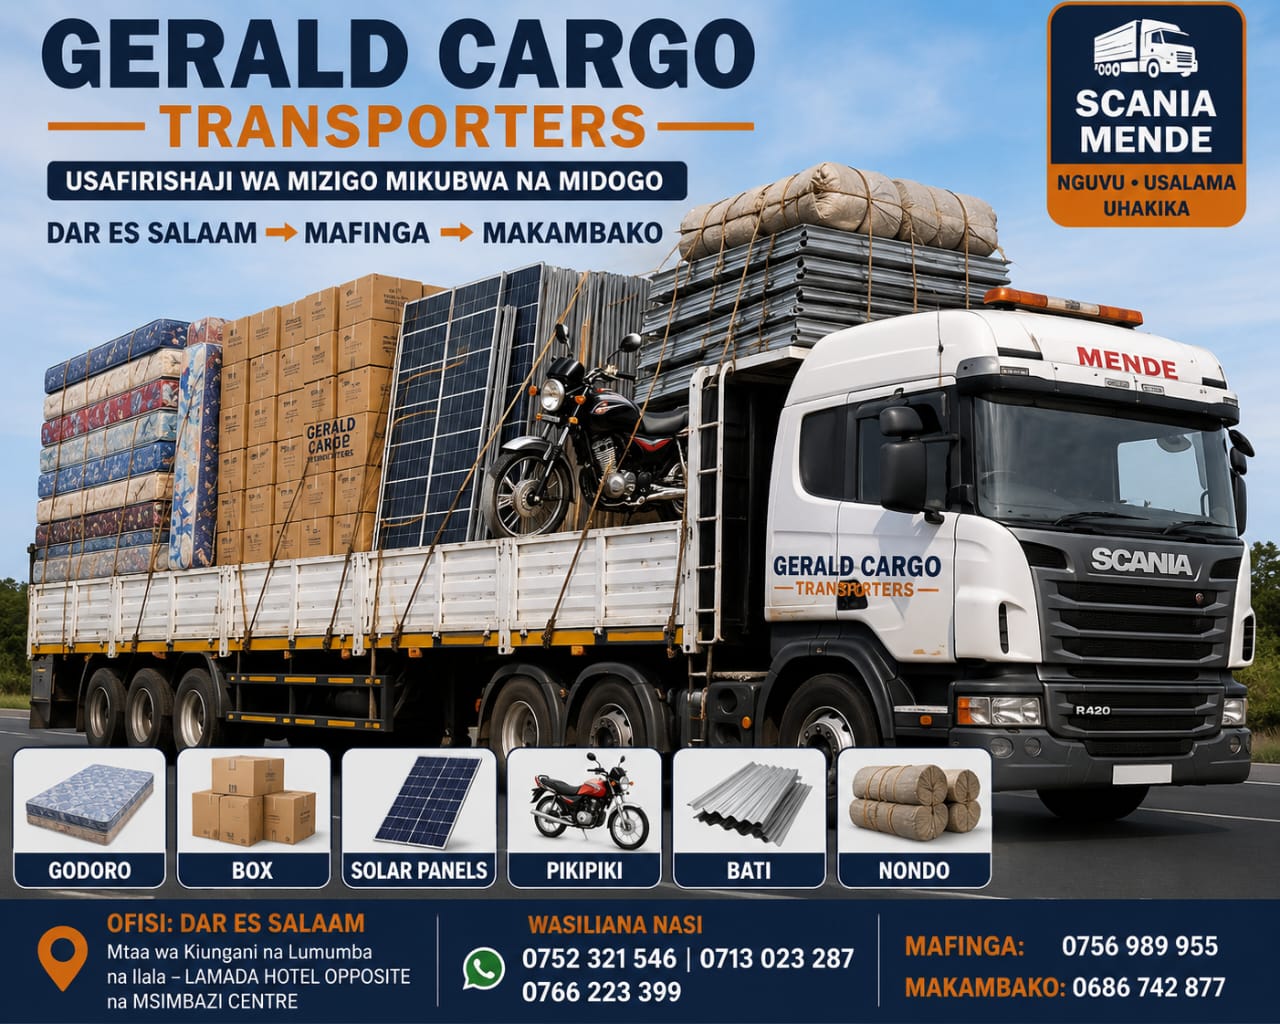 GERALD CARGO
TRANSPORTERS
USAFIRISHAJI WA MIZIGO MIKUBWA NA MIDOGO
DAR ES SALAAM → MAFINGA → MAKAMBAKO
SCANIA
MENDE
NGUVU • USALAMA
UHAKIKA
MENDE
GERALD
CARGO
GERALD CARGO
TRANSPORTERS
SCANIA
R420
GODORO
BOX
SOLAR PANELS
PIKIPIKI
BATI
NONDO
OFISI: DAR ES SALAAM
Mtaa wa Kiungani na Lumumba
na Ilala – LAMADA HOTEL OPPOSITE
na MSIMBAZI CENTRE
WASILIANA NASI
0752 321 546 | 0713 023 287
0766 223 399
MAFINGA: 0756 989 955
MAKAMBAKO: 0686 742 877